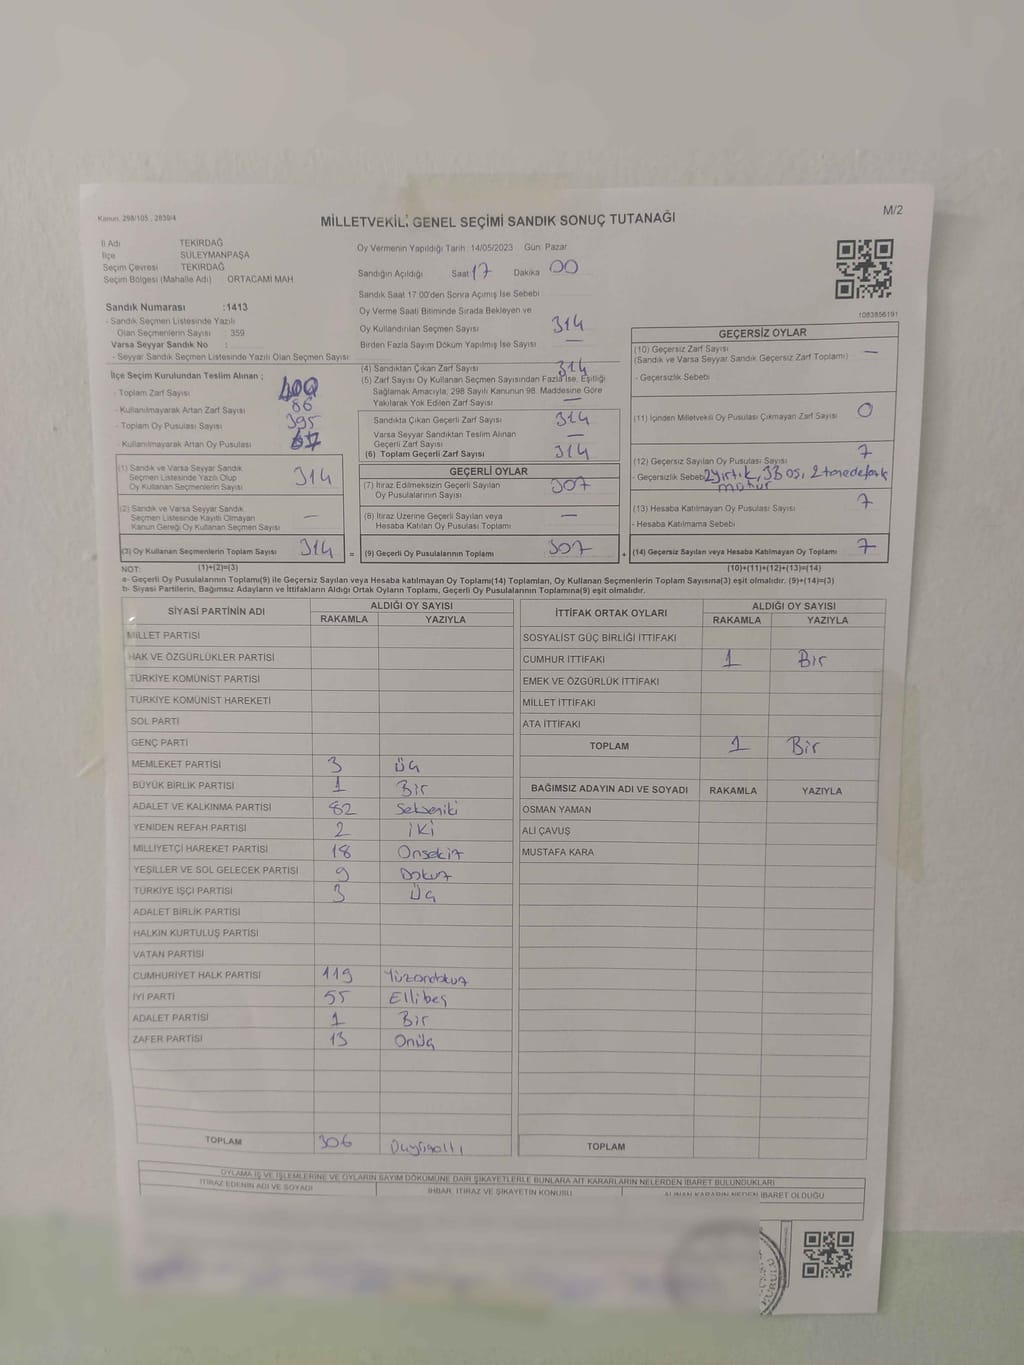 Kanun: 298/105 , 2839/4
M/2
MİLLETVEKİLİ GENEL SEÇİMİ SANDIK SONUÇ TUTANAĞI
İl Adı TEKİRDAĞ
İlçe SÜLEYMANPAŞA
Seçim Çevresi TEKİRDAĞ
Seçim Bölgesi (Mahalle Adı) ORTACAMİ MAH
Sandık Numarası :1413
- Sandık Seçmen Listesinde Yazılı
Olan Seçmenlerin Sayısı : 359
Varsa Seyyar Sandık No :
- Seyyar Sandık Seçmen Listesinde Yazılı Olan Seçmen Sayısı:
İlçe Seçim Kurulundan Teslim Alınan ;
- Toplam Zarf Sayısı 400
- Kullanılmayarak Artan Zarf Sayısı 86
- Toplam Oy Pusulası Sayısı 395
- Kullanılmayarak Artan Oy Pusulası
(1) Sandık ve Varsa Seyyar Sandık
Seçmen Listesinde Yazılı Olup
Oy Kullanan Seçmenlerin Sayısı 314
(2) Sandık ve Varsa Seyyar Sandık
Seçmen Listesinde Kayıtlı Olmayan
Kanun Gereği Oy Kullanan Seçmen Sayısı —
(3) Oy Kullanan Seçmenlerin Toplam Sayısı 314
Oy Vermenin Yapıldığı Tarih :14/05/2023 Gün: Pazar
Sandığın Açıldığı Saat 17 Dakika 00
Sandık Saat 17:00'den Sonra Açımış İse Sebebi
Oy Verme Saati Bitiminde Sırada Bekleyen ve
Oy Kullandırılan Seçmen Sayısı 314
Birden Fazla Sayım Döküm Yapılmış İse Sayısı —
(4) Sandıktan Çıkan Zarf Sayısı 314
(5) Zarf Sayısı Oy Kullanan Seçmen Sayısından Fazla İse, Eşitliği
Sağlamak Amacıyla, 298 Sayılı Kanunun 98. Maddesine Göre
Yakılarak Yok Edilen Zarf Sayısı —
Sandıkta Çıkan Geçerli Zarf Sayısı 314
Varsa Seyyar Sandıktan Teslim Alınan
Geçerli Zarf Sayısı —
(6) Toplam Geçerli Zarf Sayısı 314
GEÇERLİ OYLAR
(7) İtiraz Edilmeksizin Geçerli Sayılan
Oy Pusulalarının Sayısı 307
(8) İtiraz Üzerine Geçerli Sayılan veya
Hesaba Katılan Oy Pusulası Toplamı —
= (9) Geçerli Oy Pusulalarının Toplamı 307
1083856191
GEÇERSİZ OYLAR
(10) Geçersiz Zarf Sayısı —
(Sandık ve Varsa Seyyar Sandık Geçersiz Zarf Toplamı)
- Geçersizlik Sebebi
(11) İçinden Milletvekili Oy Pusulası Çıkmayan Zarf Sayısı 0
(12) Geçersiz Sayılan Oy Pusulası Sayısı 7
- Geçersizlik Sebebi 2 yırtık, 3 Boş, 2
(13) Hesaba Katılmayan Oy Pusulası Sayısı 7
- Hesaba Katılmama Sebebi
+ (14) Geçersiz Sayılan veya Hesaba Katılmayan Oy Toplamı 7
NOT: (1)+(2)=(3) (10)+(11)+(12)+(13)=(14)
a- Geçerli Oy Pusulalarının Toplamı(9) ile Geçersiz Sayılan veya Hesaba katılmayan Oy Toplamı(14) Toplamları, Oy Kullanan Seçmenlerin Toplam Sayısına(3) eşit olmalıdır. (9)+(14)=(3)
b- Siyasi Partilerin, Bağımsız Adayların ve İttifakların Aldığı Ortak Oyların Toplamı, Geçerli Oy Pusulalarının Toplamına(9) eşit olmalıdır.
SİYASİ PARTİNİN ADI ALDIĞI OY SAYISI
RAKAMLA YAZIYLA
MİLLET PARTİSİ
HAK VE ÖZGÜRLÜKLER PARTİSİ
TÜRKİYE KOMÜNİST PARTİSİ
TÜRKİYE KOMÜNİST HAREKETİ
SOL PARTİ
GENÇ PARTİ
MEMLEKET PARTİSİ 3 Üç
BÜYÜK BİRLİK PARTİSİ 1 Bir
ADALET VE KALKINMA PARTİSİ 82 Sekseniki
YENİDEN REFAH PARTİSİ 2 İki
MİLLİYETÇİ HAREKET PARTİSİ 18 Onsekiz
YEŞİLLER VE SOL GELECEK PARTİSİ 9 Dokuz
TÜRKİYE İŞÇİ PARTİSİ 3 Üç
ADALET BİRLİK PARTİSİ
HALKIN KURTULUŞ PARTİSİ
VATAN PARTİSİ
CUMHURİYET HALK PARTİSİ 119 Yüzondokuz
İYİ PARTİ 55 Ellibeş
ADALET PARTİSİ 1 Bir
ZAFER PARTİSİ 13 Onüç
TOPLAM 306
İTTİFAK ORTAK OYLARI ALDIĞI OY SAYISI
RAKAMLA YAZIYLA
SOSYALİST GÜÇ BİRLİĞİ İTTİFAKI
CUMHUR İTTİFAKI 1 Bir
EMEK VE ÖZGÜRLÜK İTTİFAKI
MİLLET İTTİFAKI
ATA İTTİFAKI
TOPLAM 1 Bir
BAĞIMSIZ ADAYIN ADI VE SOYADI RAKAMLA YAZIYLA
OSMAN YAMAN
ALİ ÇAVUŞ
MUSTAFA KARA
TOPLAM
OYLAMA İŞ VE İŞLEMLERİNE VE OYLARIN SAYIM DÖKÜMÜNE DAİR ŞİKAYETLERLE BUNLARA AİT KARARLARIN NELERDEN İBARET BULUNDUKLARI
İTİRAZ EDENİN ADI VE SOYADI İHBAR, İTİRAZ VE ŞİKAYETİN KONUSU ALINAN KARARIN NEDEN İBARET OLDUĞU